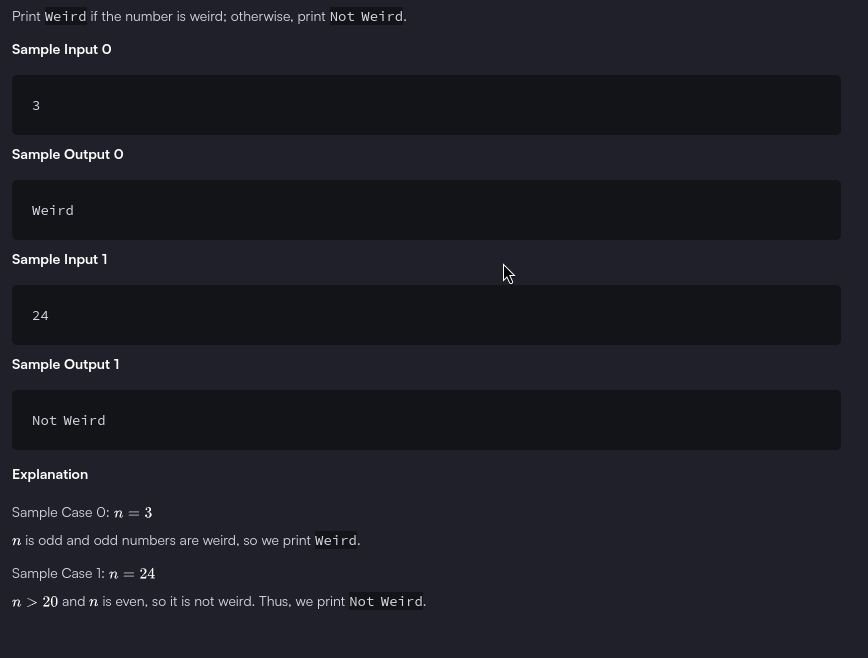 Print Weird if the number is weird; otherwise, print Not Weird.
Sample Input 0
3
Sample Output 0
Weird
Sample Input 1
24
Sample Output 1
Not Weird
Explanation
Sample Case 0: n = 3
n is odd and odd numbers are weird, so we print Weird.
Sample Case 1: n = 24
n > 20 and n is even, so it is not weird. Thus, we print Not Weird.